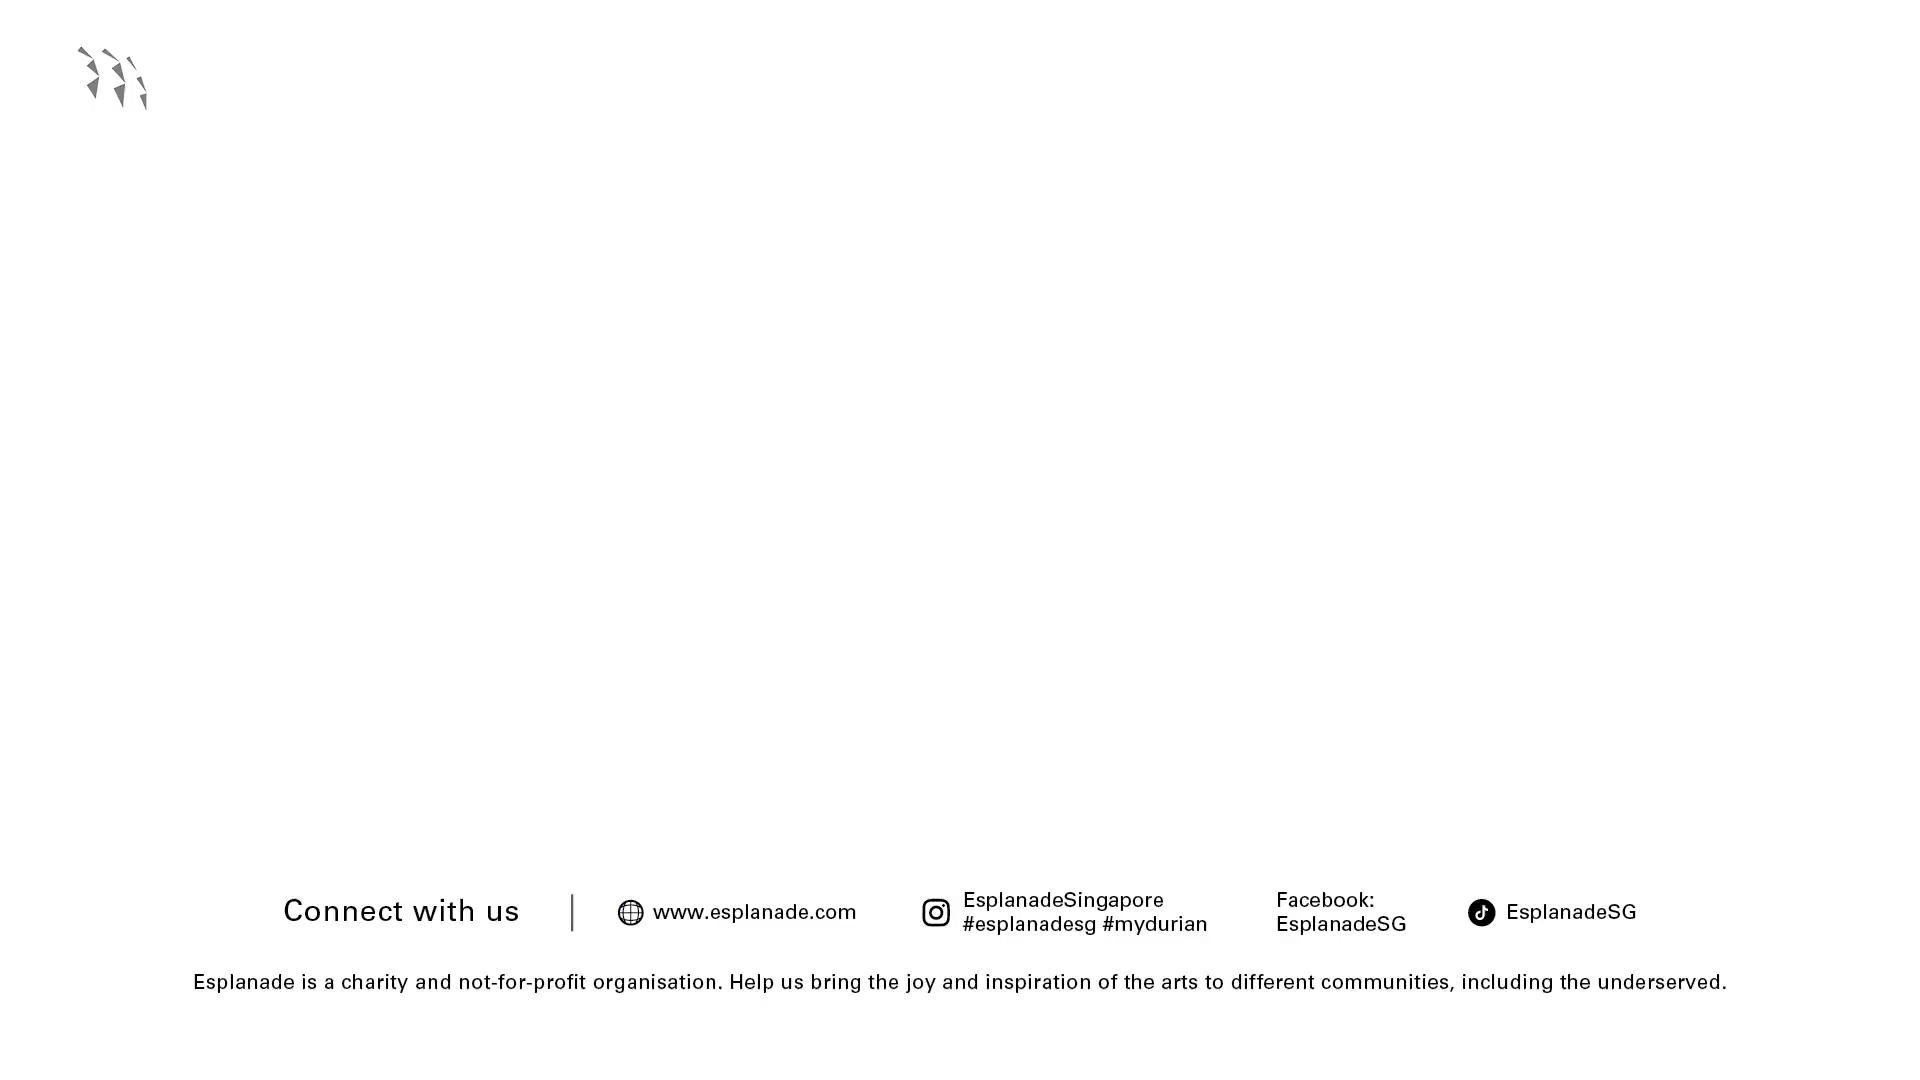 Connect with us
www.esplanade.com
EsplanadeSingapore
#esplanadesg #mydurian
Facebook:
EsplanadeSG
EsplanadeSG
Esplanade is a charity and not-for-profit organisation. Help us bring the joy and inspiration of the arts to different communities, including the underserved.